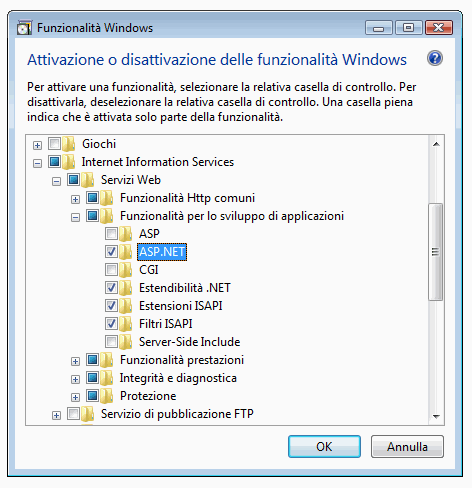 Funzionalità Windows
Attivazione o disattivazione delle funzionalità Windows
Per attivare una funzionalità, selezionare la relativa casella di controllo. Per
disattivarla, deselezionare la relativa casella di controllo. Una casella piena
indica che è attivata solo parte della funzionalità.
Giochi
Internet Information Services
Servizi Web
Funzionalità Http comuni
Funzionalità per lo sviluppo di applicazioni
ASP
ASP.NET
CGI
Estendibilità .NET
Estensioni ISAPI
Filtri ISAPI
Server-Side Include
Funzionalità prestazioni
Integrità e diagnostica
Protezione
Servizio di pubblicazione FTP
OK
Annulla